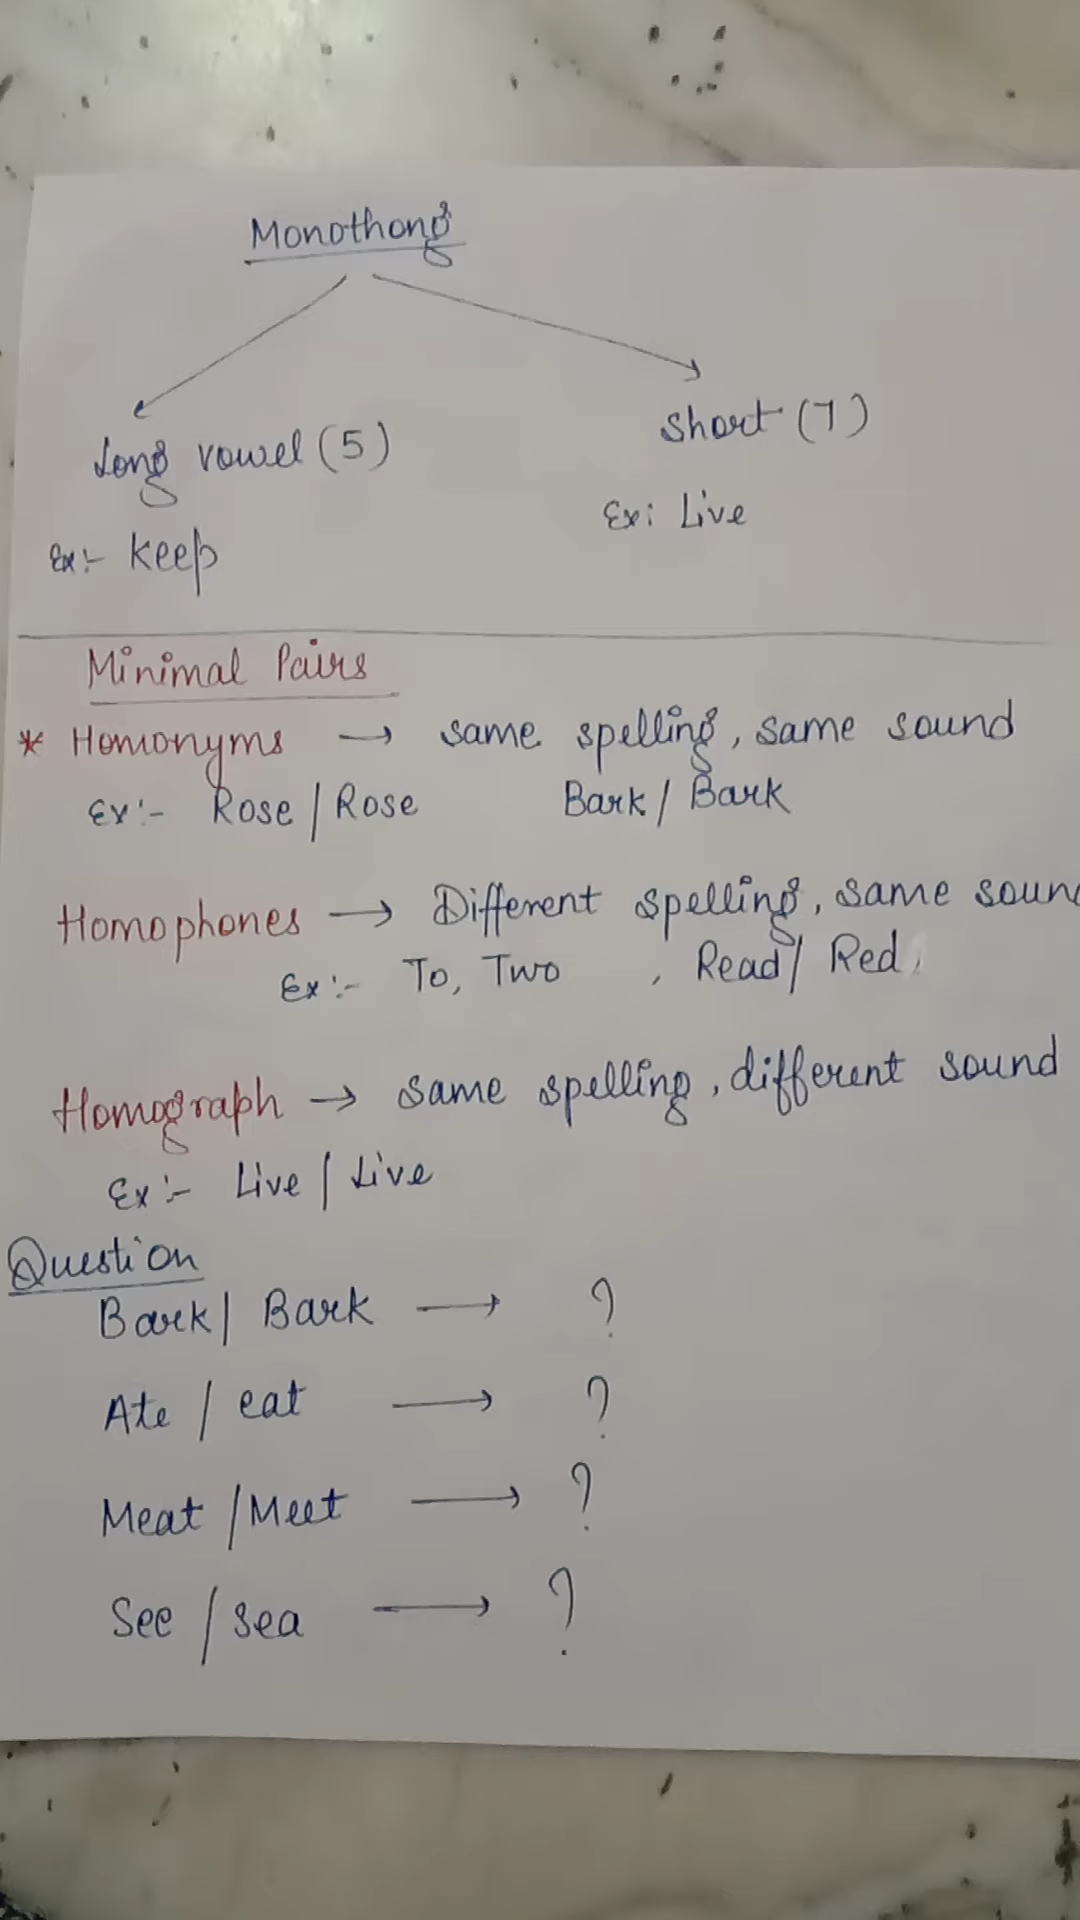 Monothong
Long vowel (5)
Short (7)
Ex:- Keep
Ex: Live
Minimal Pairs
* Homonyms → same spelling, same sound
Ex:- Rose / Rose Bark / Bark
Homophones → Different spelling, same soun
Ex:- To, Two , Read / Red,
Homograph → same spelling, different sound
Ex:- Live / Live
Question
Bark / Bark → ?
Ate / eat → ?
Meat / Meet → ?
See / sea → ?